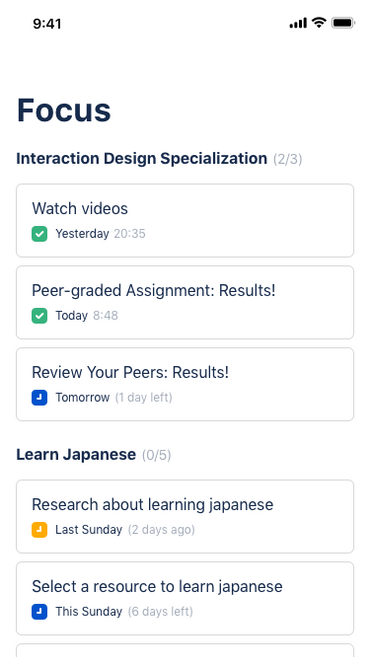 9:41
Focus
Interaction Design Specialization (2/3)
Watch videos
Yesterday 20:35
Peer-graded Assignment: Results!
Today 8:48
Review Your Peers: Results!
Tomorrow (1 day left)
Learn Japanese (0/5)
Research about learning japanese
Last Sunday (2 days ago)
Select a resource to learn japanese
This Sunday (6 days left)